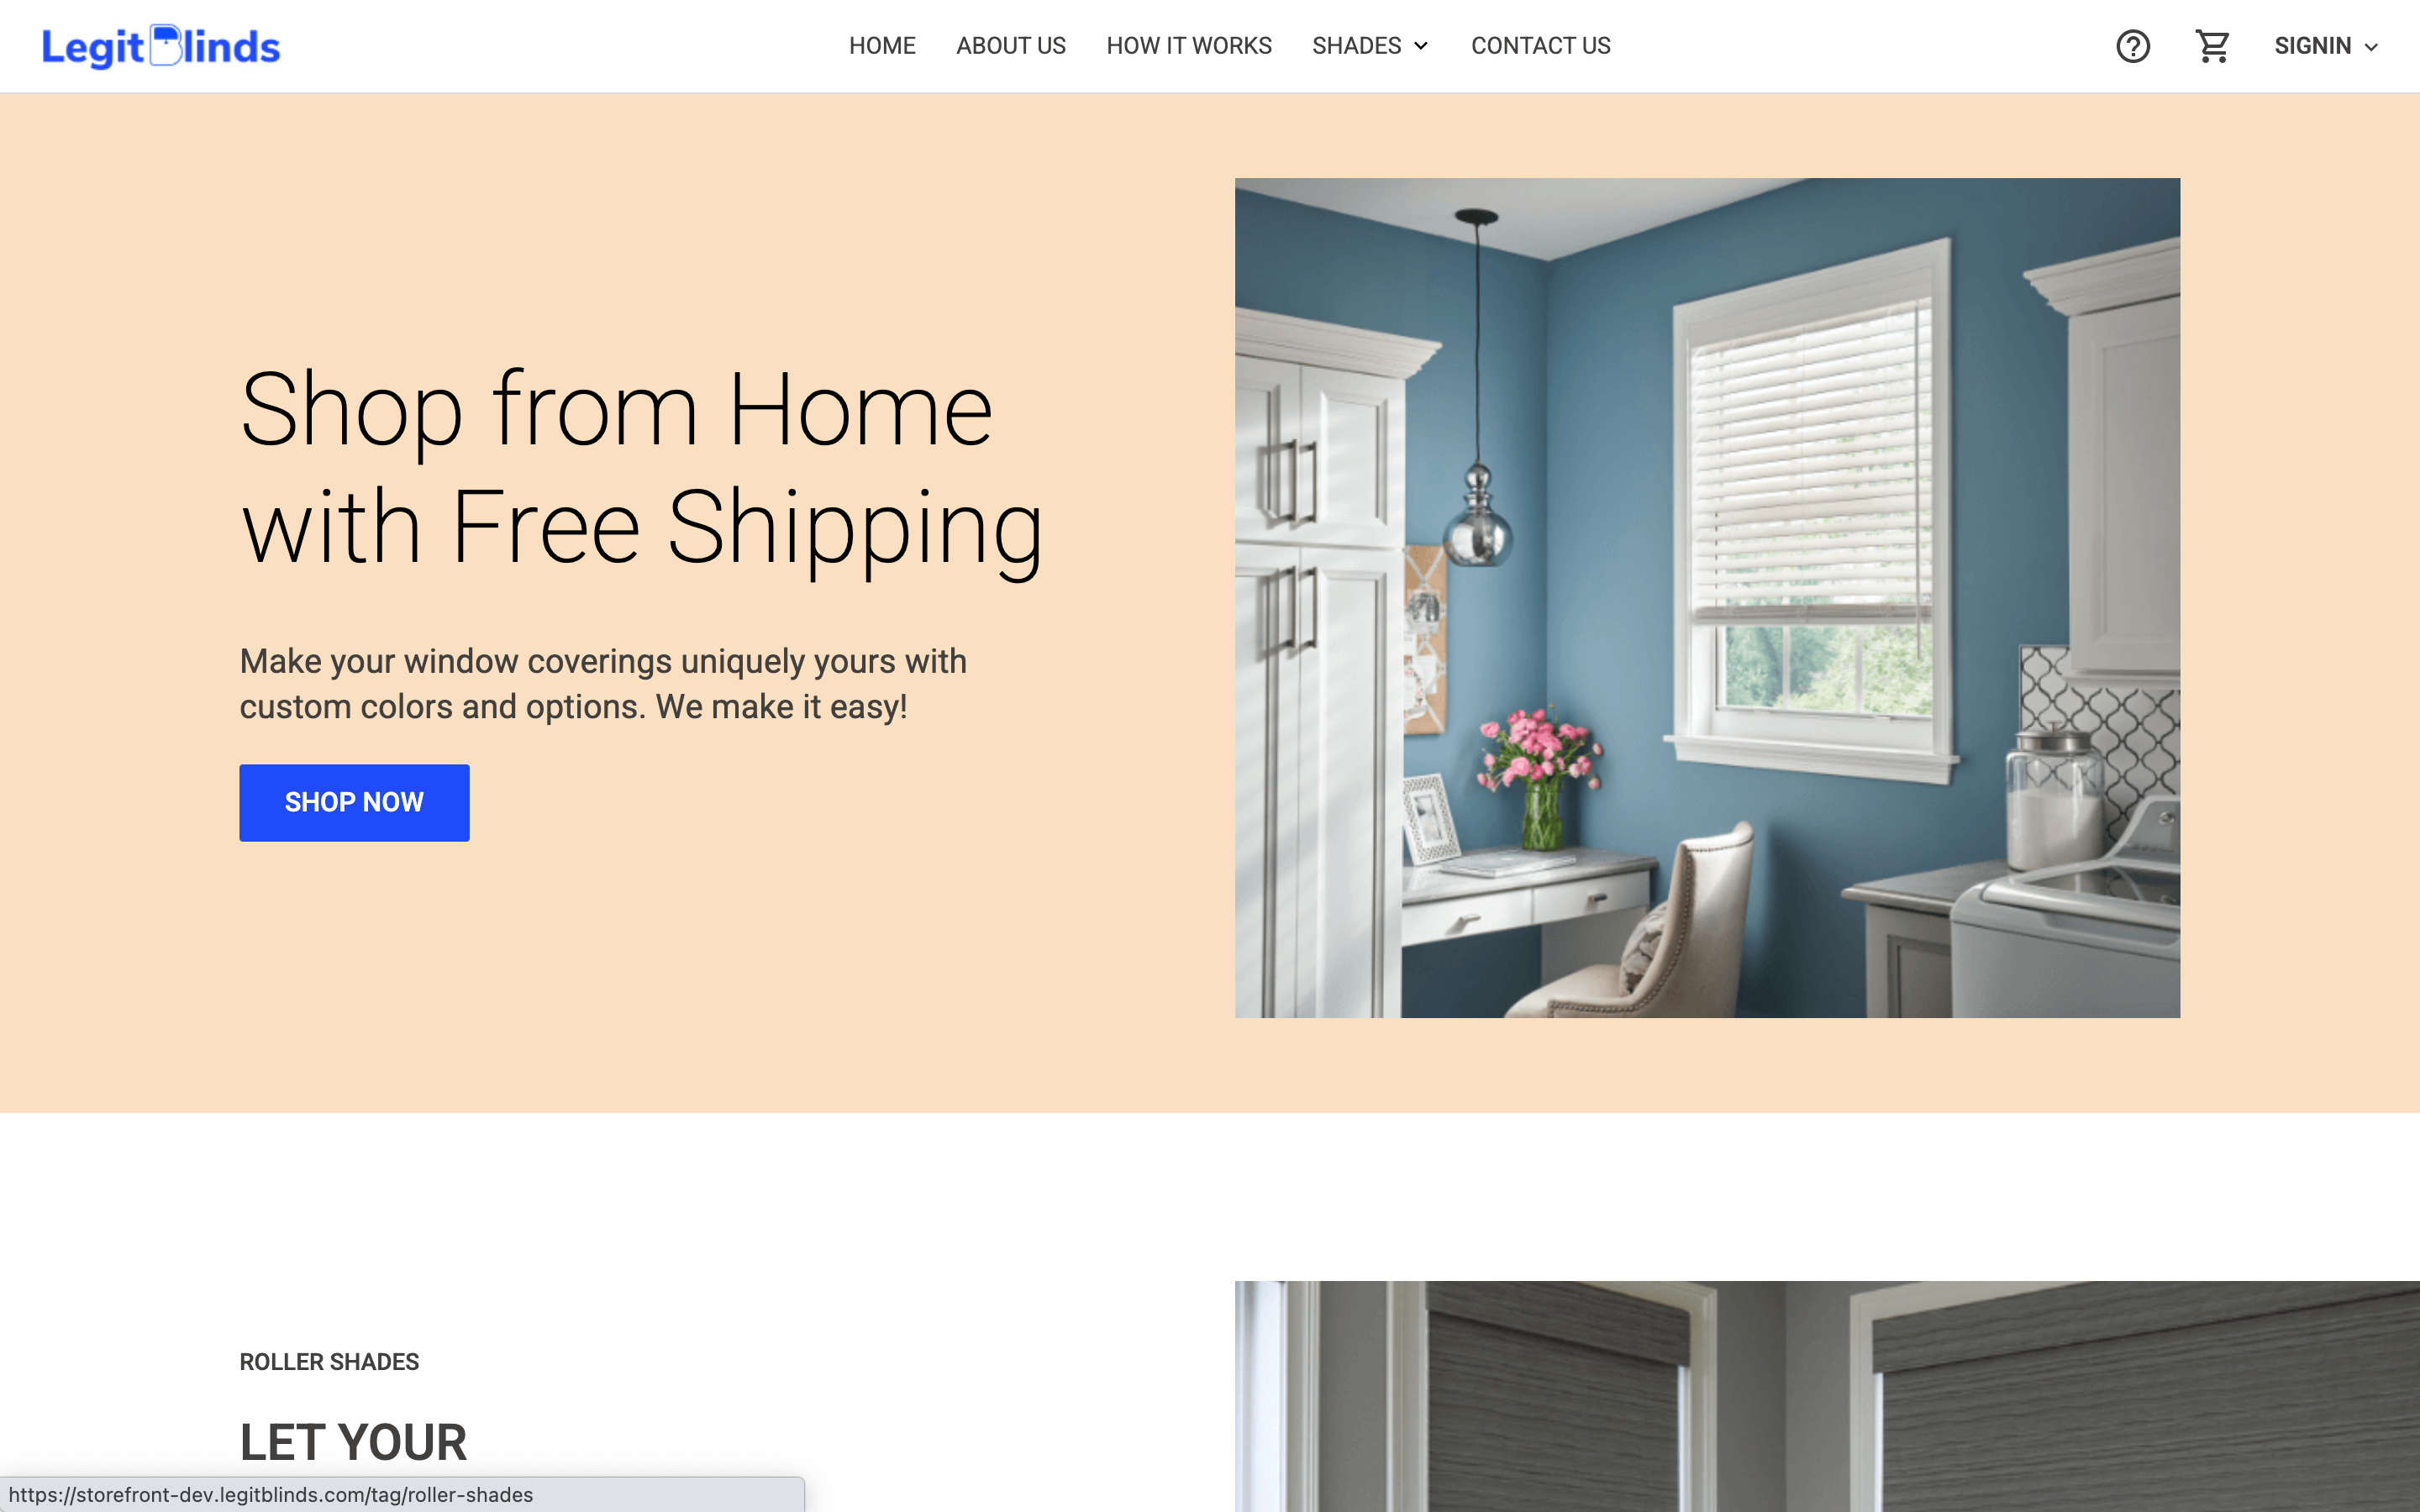 LegitBlinds
HOME ABOUT US HOW IT WORKS SHADES CONTACT US SIGNIN
Shop from Home
with Free Shipping
Make your window coverings uniquely yours with
custom colors and options. We make it easy!
SHOP NOW
ROLLER SHADES
LET YOUR
https://storefront-dev.legitblinds.com/tag/roller-shades